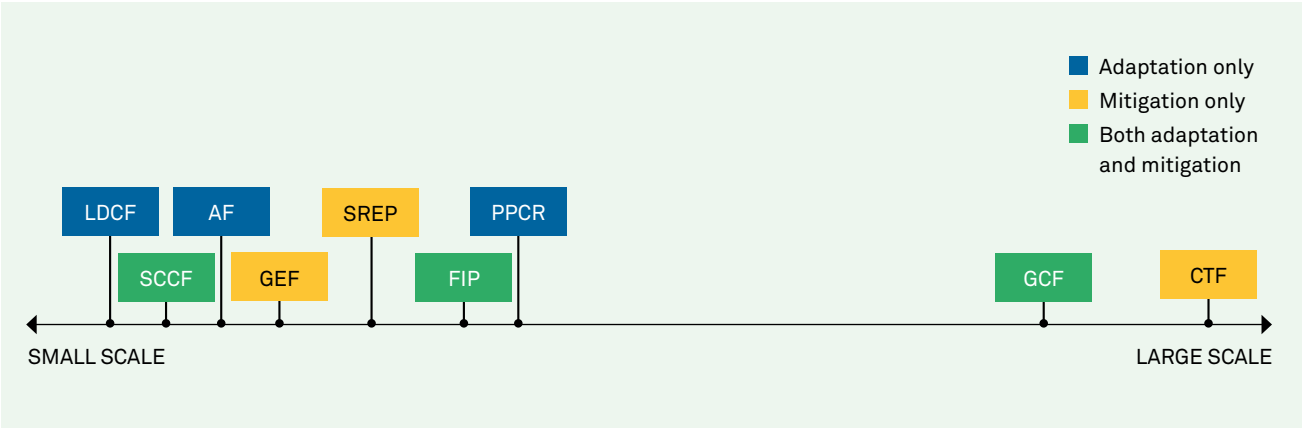 Adaptation only
Mitigation only
Both adaptation
and mitigation
LDCF
AF
SREP
PPCR
SCCF
GEF
FIP
GCF
CTF
SMALL SCALE
LARGE SCALE